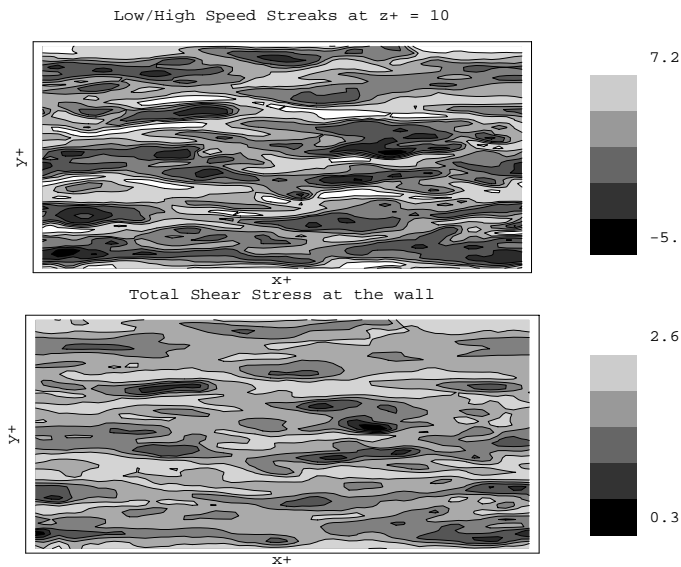 Low/High Speed Streaks at z+ = 10
7.2
y+
-5.
x+
Total Shear Stress at the wall
2.6
y+
0.3
x+